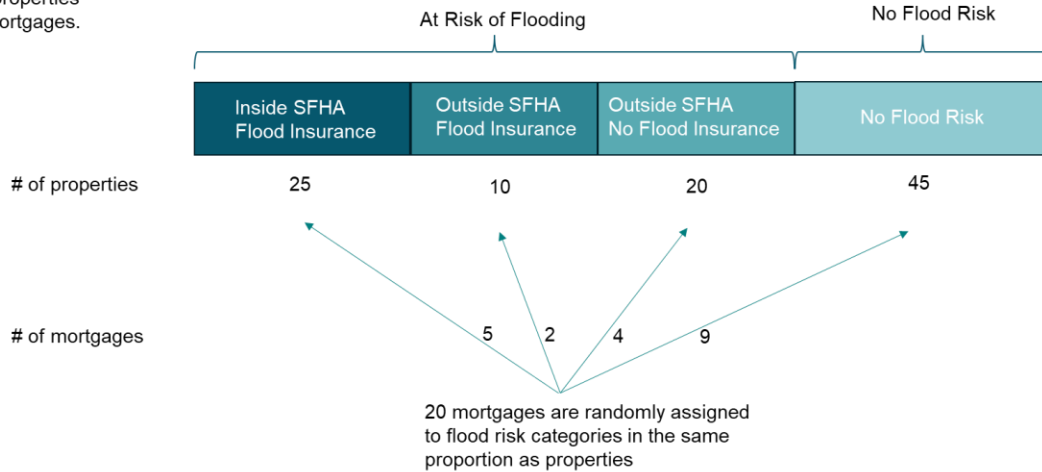 properties
ortgages.
At Risk of Flooding
No Flood Risk
Inside SFHA
Flood Insurance
Outside SFHA
Flood Insurance
Outside SFHA
No Flood Insurance
No Flood Risk
# of properties
25
10
20
45
# of mortgages
5
2
4
9
20 mortgages are randomly assigned
to flood risk categories in the same
proportion as properties